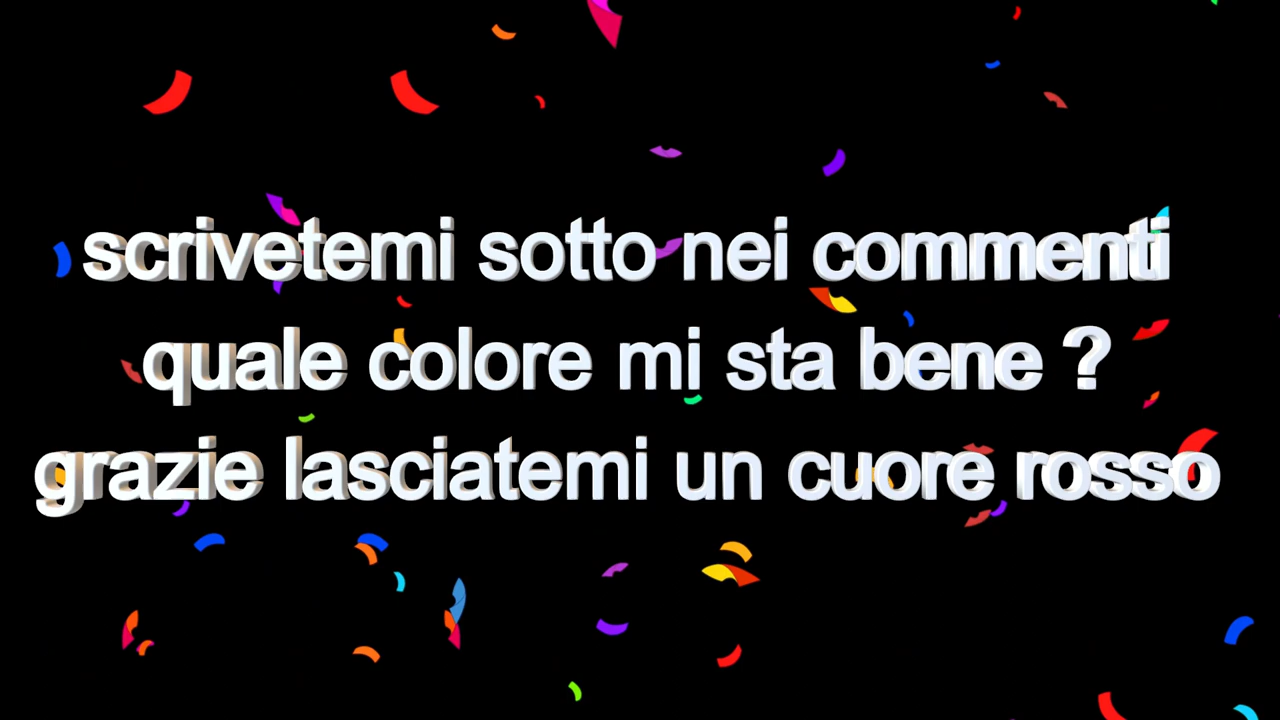 scrivetemi sotto nei commenti
quale colore mi sta bene ?
grazie lasciatemi un cuore rosso